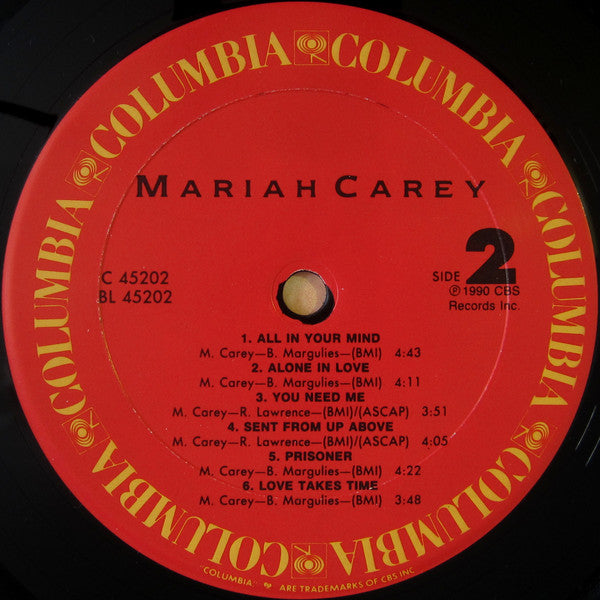 COLUMBIA COLUMBIA COLUMBIA COLUMBIA COLUMBIA COLUMBIA COLUMBIA COLUMBIA
MARIAH CAREY
C 45202
BL 45202
SIDE 2
℗ 1990 CBS
Records Inc.
1. ALL IN YOUR MIND
M. Carey—B. Margulies—(BMI) 4:43
2. ALONE IN LOVE
M. Carey—B. Margulies—(BMI) 4:11
3. YOU NEED ME
M. Carey—R. Lawrence—(BMI)/(ASCAP) 3:51
4. SENT FROM UP ABOVE
M. Carey—R. Lawrence—(BMI)/(ASCAP) 4:05
5. PRISONER
M. Carey—B. Margulies—(BMI) 4:22
6. LOVE TAKES TIME
M. Carey—B. Margulies—(BMI) 3:48
"COLUMBIA," ARE TRADEMARKS OF CBS INC.